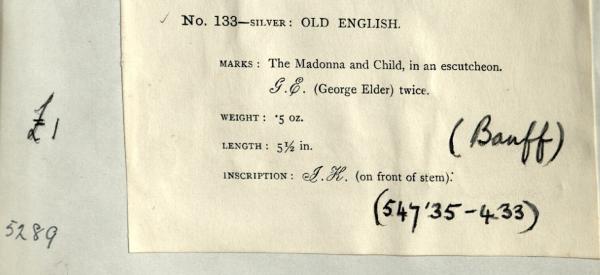 ✓ No. 133—SILVER: OLD ENGLISH.
MARKS: The Madonna and Child, in an escutcheon.
G.E. (George Elder) twice.
WEIGHT: ·5 oz.
LENGTH: 5½ in.
INSCRIPTION: J.K. (on front of stem).
(Banff)
(547'35-433)
£1
5289